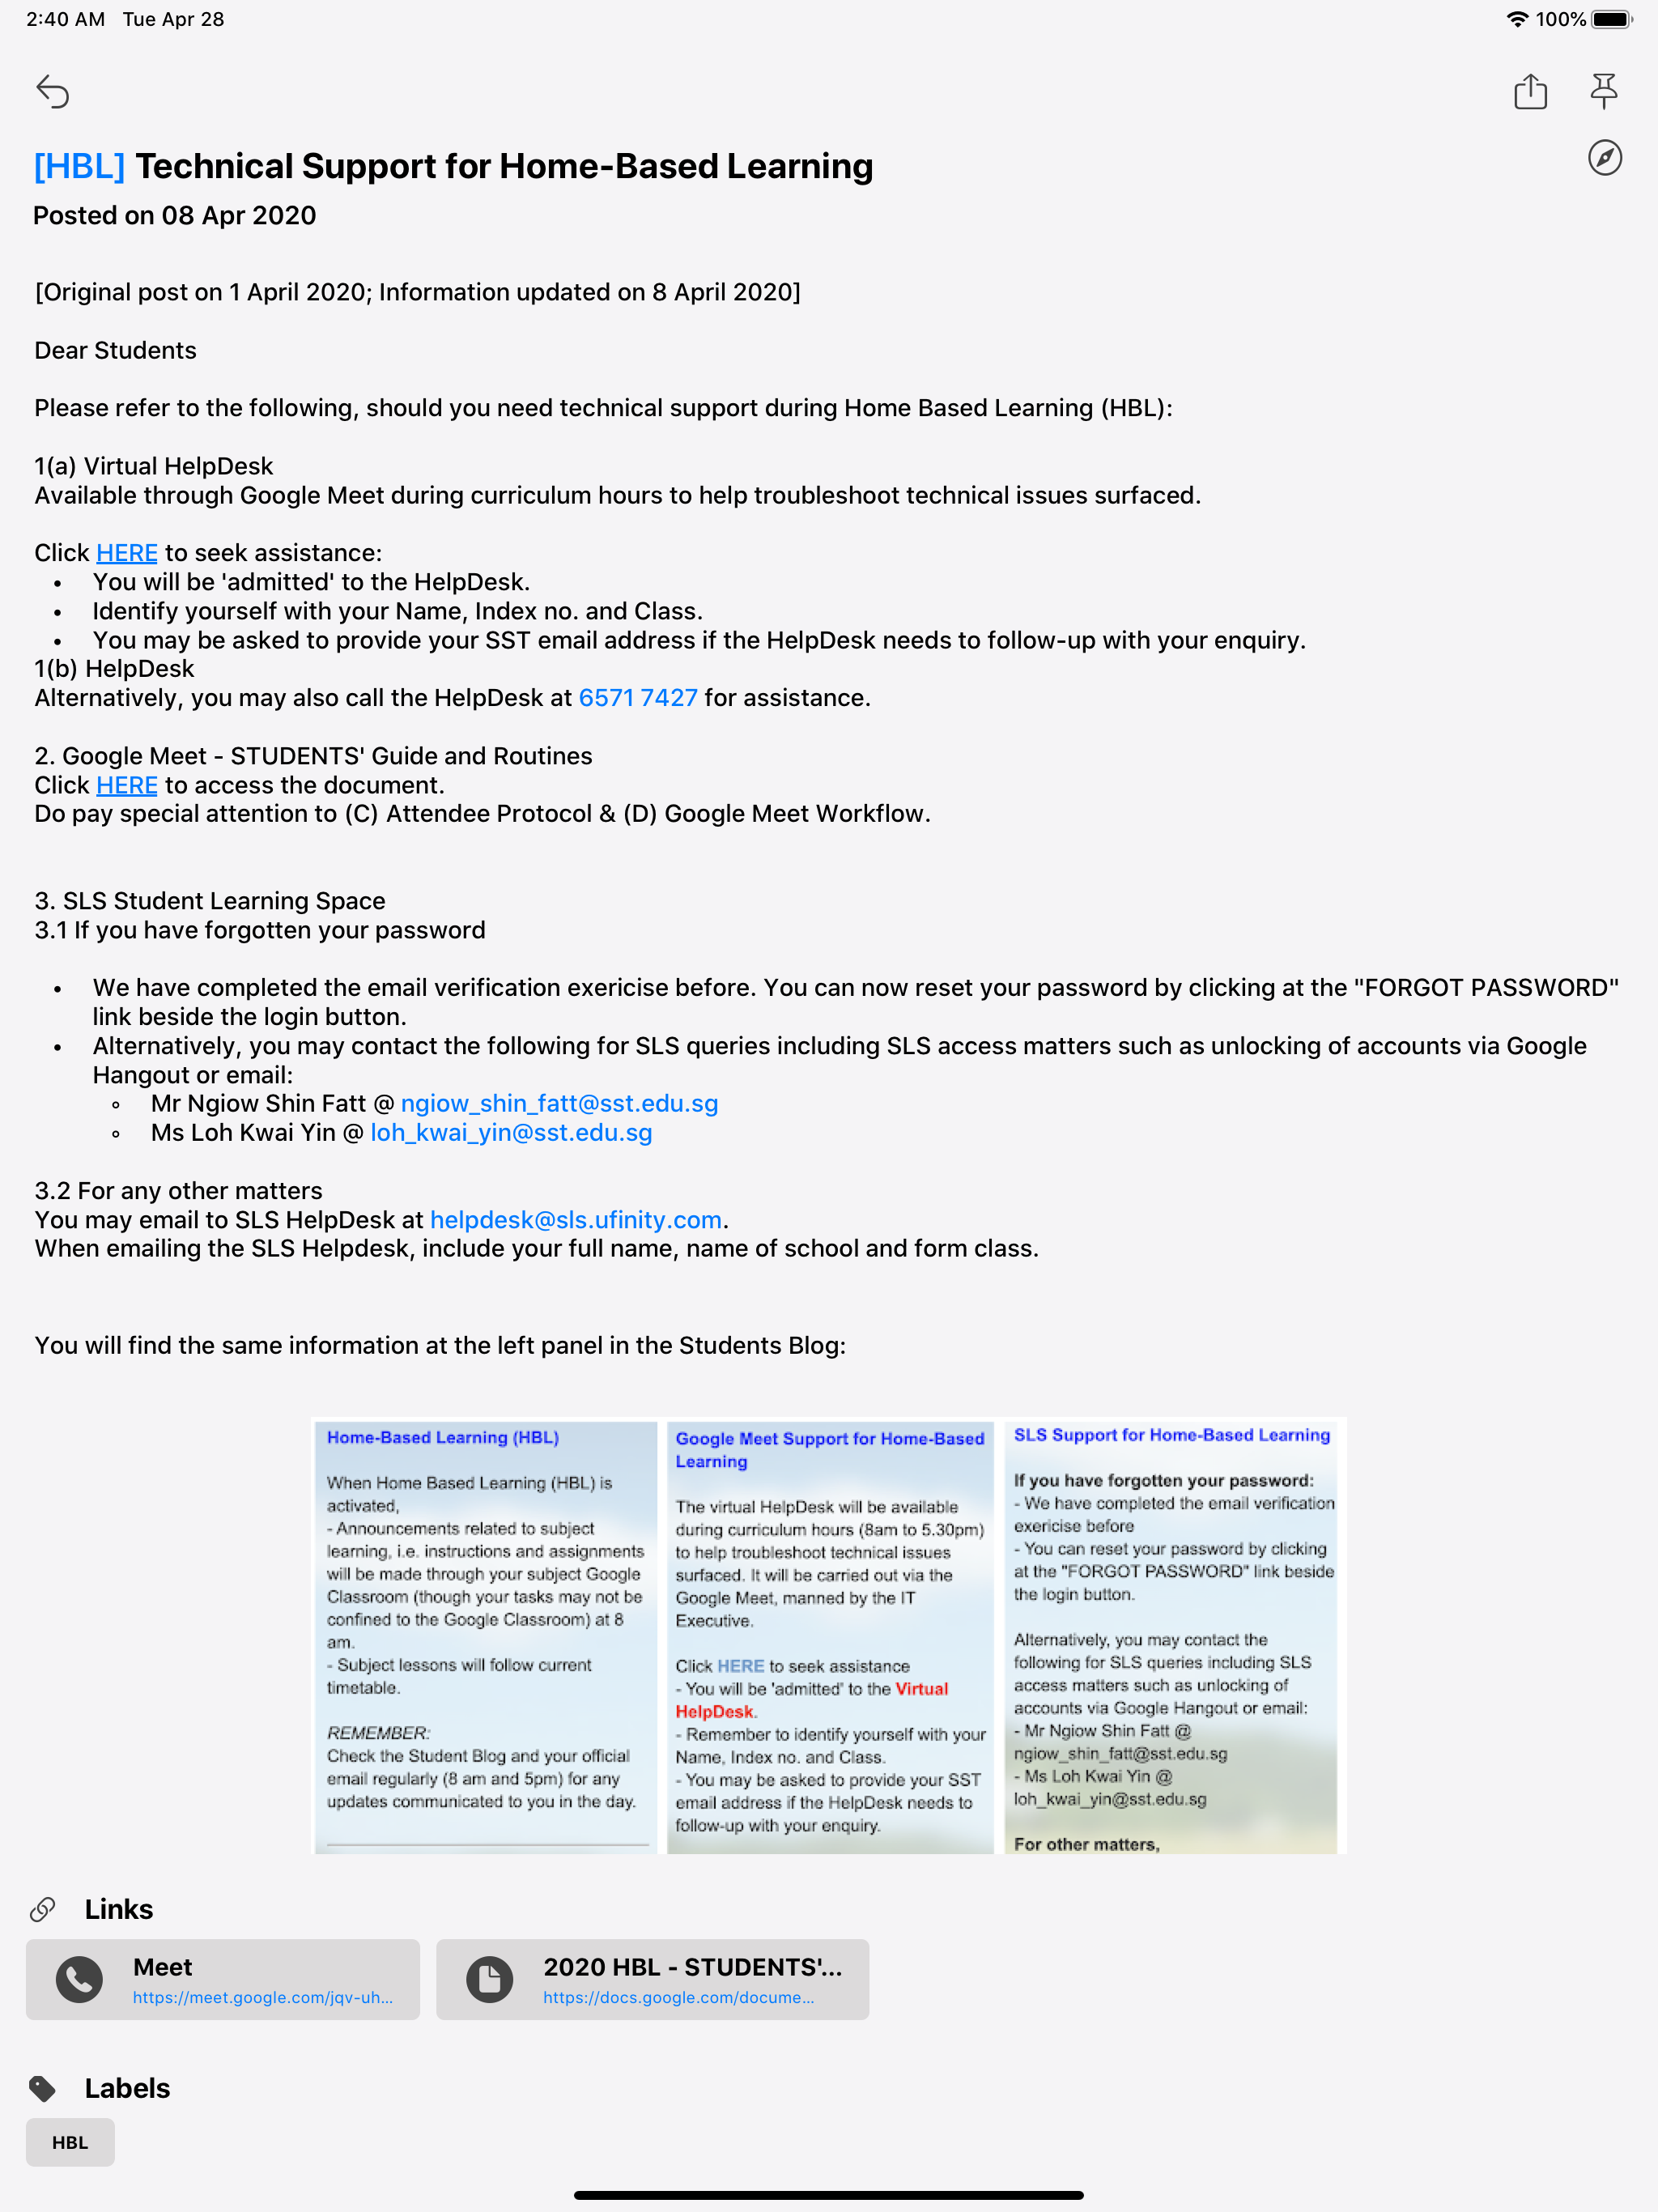 2:40 AM Tue Apr 28
100%
[HBL] Technical Support for Home-Based Learning
Posted on 08 Apr 2020
[Original post on 1 April 2020; Information updated on 8 April 2020]
Dear Students
Please refer to the following, should you need technical support during Home Based Learning (HBL):
1(a) Virtual HelpDesk
Available through Google Meet during curriculum hours to help troubleshoot technical issues surfaced.
Click HERE to seek assistance:
• You will be 'admitted' to the HelpDesk.
• Identify yourself with your Name, Index no. and Class.
• You may be asked to provide your SST email address if the HelpDesk needs to follow-up with your enquiry.
1(b) HelpDesk
Alternatively, you may also call the HelpDesk at 6571 7427 for assistance.
2. Google Meet - STUDENTS' Guide and Routines
Click HERE to access the document.
Do pay special attention to (C) Attendee Protocol & (D) Google Meet Workflow.
3. SLS Student Learning Space
3.1 If you have forgotten your password
• We have completed the email verification exericise before. You can now reset your password by clicking at the "FORGOT PASSWORD"
link beside the login button.
• Alternatively, you may contact the following for SLS queries including SLS access matters such as unlocking of accounts via Google
Hangout or email:
◦ Mr Ngiow Shin Fatt @ ngiow_shin_fatt@sst.edu.sg
◦ Ms Loh Kwai Yin @ loh_kwai_yin@sst.edu.sg
3.2 For any other matters
You may email to SLS HelpDesk at helpdesk@sls.ufinity.com.
When emailing the SLS Helpdesk, include your full name, name of school and form class.
You will find the same information at the left panel in the Students Blog:
Home-Based Learning (HBL)
When Home Based Learning (HBL) is
activated,
- Announcements related to subject
learning, i.e. instructions and assignments
will be made through your subject Google
Classroom (though your tasks may not be
confined to the Google Classroom) at 8
am.
- Subject lessons will follow current
timetable.
REMEMBER:
Check the Student Blog and your official
email regularly (8 am and 5pm) for any
updates communicated to you in the day.
Google Meet Support for Home-Based
Learning
The virtual HelpDesk will be available
during curriculum hours (8am to 5.30pm)
to help troubleshoot technical issues
surfaced. It will be carried out via the
Google Meet, manned by the IT
Executive.
Click HERE to seek assistance
- You will be 'admitted' to the Virtual
HelpDesk.
- Remember to identify yourself with your
Name, Index no. and Class.
- You may be asked to provide your SST
email address if the HelpDesk needs to
follow-up with your enquiry.
SLS Support for Home-Based Learning
If you have forgotten your password:
- We have completed the email verification
exericise before
- You can reset your password by clicking
at the "FORGOT PASSWORD" link beside
the login button.
Alternatively, you may contact the
following for SLS queries including SLS
access matters such as unlocking of
accounts via Google Hangout or email:
- Mr Ngiow Shin Fatt @
ngiow_shin_fatt@sst.edu.sg
- Ms Loh Kwai Yin @
loh_kwai_yin@sst.edu.sg
For other matters,
Links
Meet
https://meet.google.com/jqv-uh...
2020 HBL - STUDENTS'...
https://docs.google.com/docume...
Labels
HBL